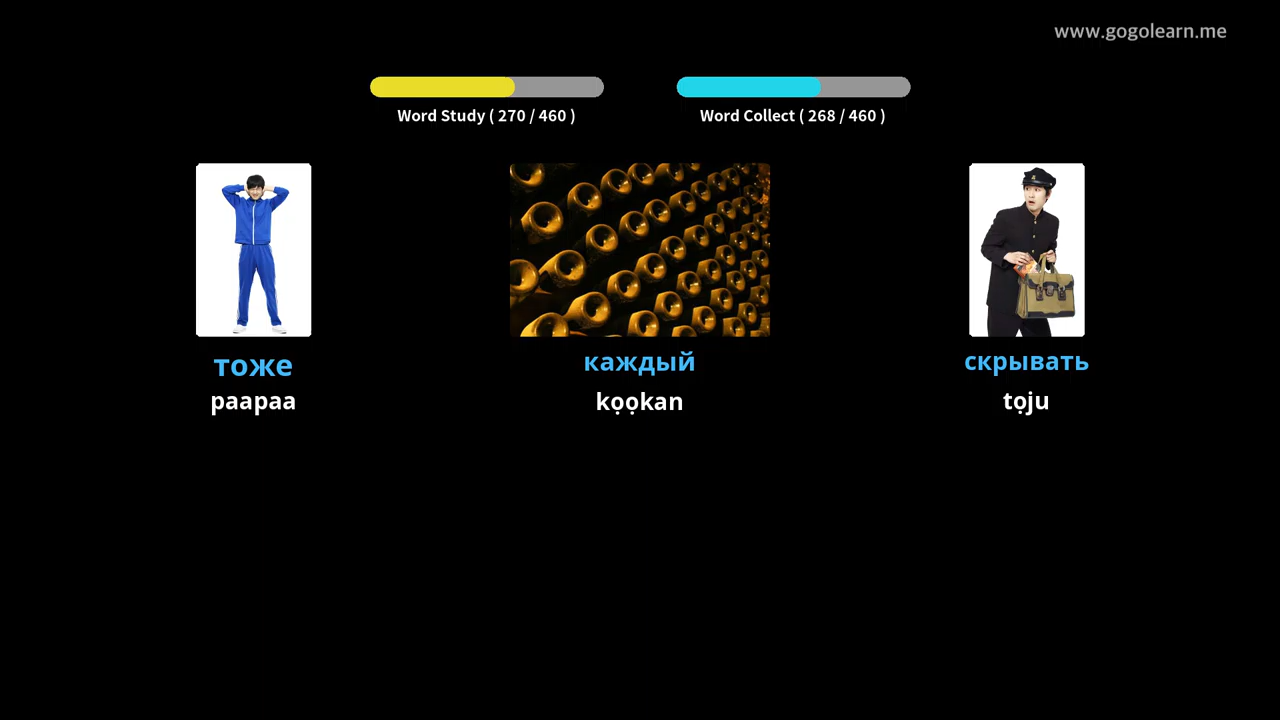 www.gogolearn.me
Word Study ( 270 / 460 )
Word Collect ( 268 / 460 )
тоже
каждый
скрывать
paapaa
kọọkan
tọju